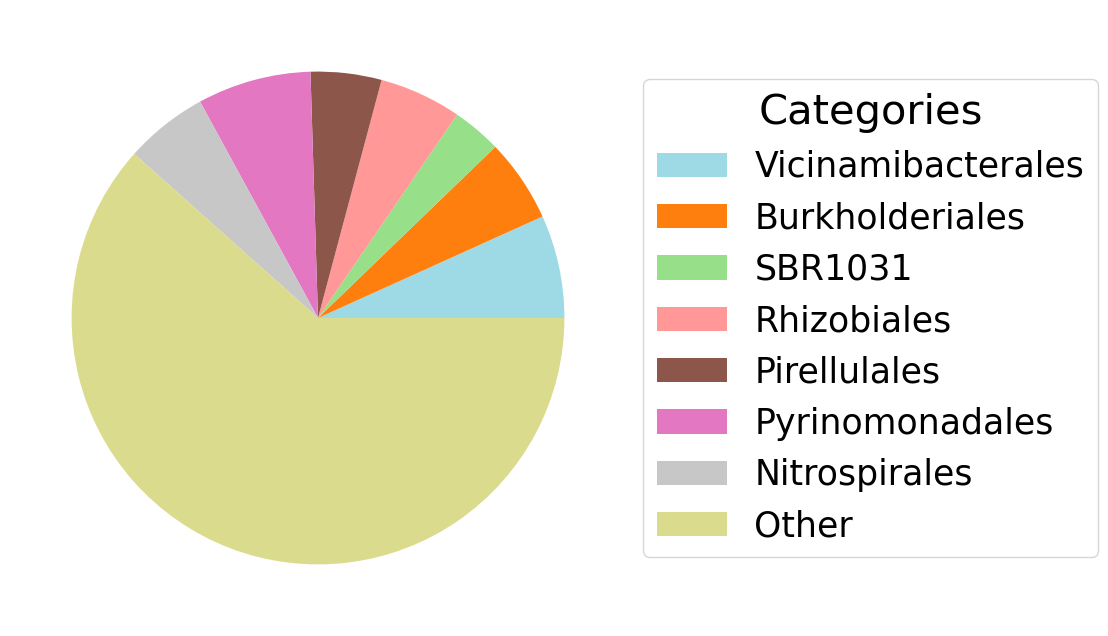 Categories
Vicinamibacterales
Burkholderiales
SBR1031
Rhizobiales
Pirellulales
Pyrinomonadales
Nitrospirales
Other